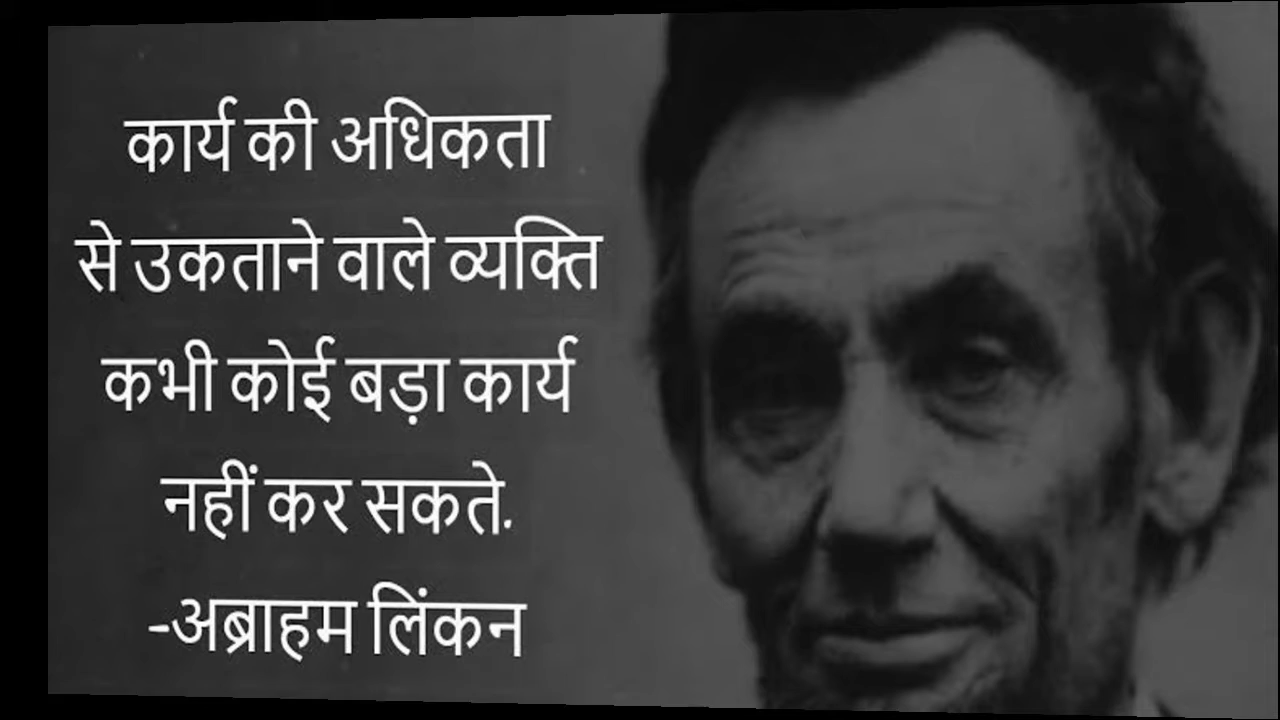 कार्य की अधिकता
से उकताने वाले व्यक्ति
कभी कोई बड़ा कार्य
नहीं कर सकते.
-अब्राहम लिंकन